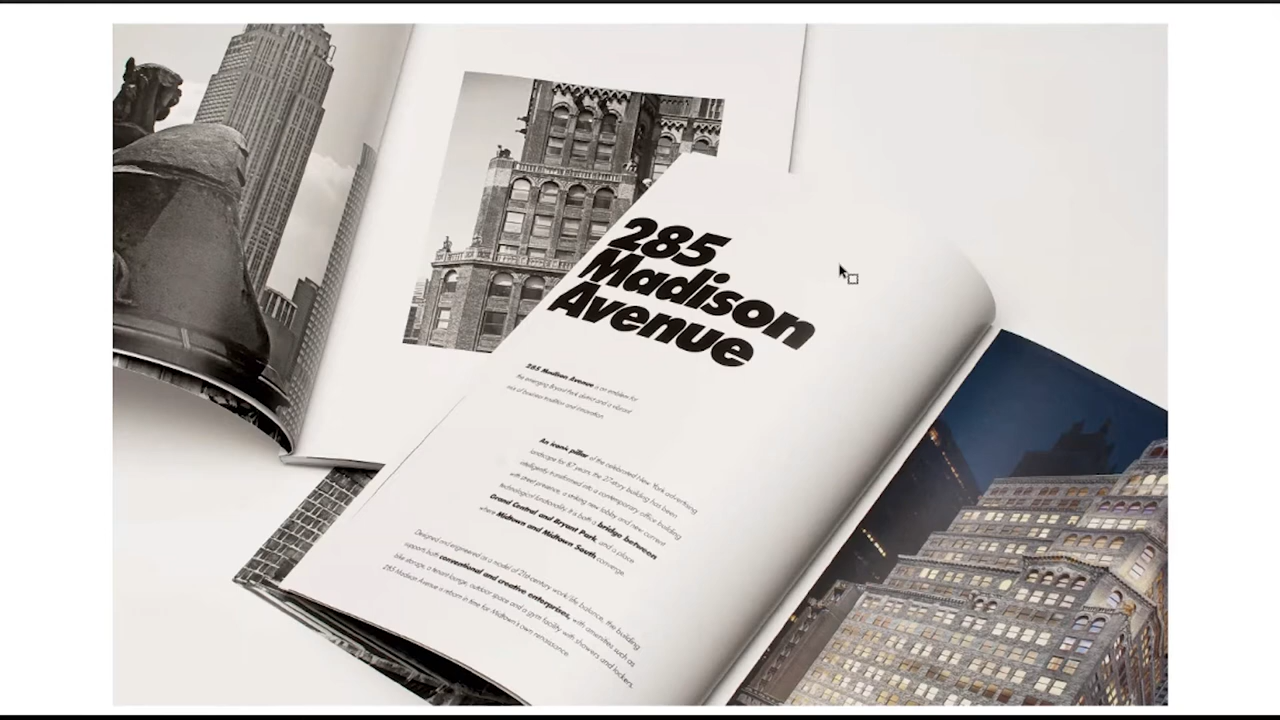 285
Madison
Avenue
285 Madison Avenue is an emblem for
the emerging Bryant Park district and a vibrant
mix of business tradition and innovation.
An iconic pillar of the celebrated New York advertising
landscape for 87 years, the 27-story building has been
intelligently transformed into a contemporary office building
with street presence, a striking new lobby and new current
technological functionality. It is both a bridge between
Grand Central and Bryant Park, and a place
where Midtown and Midtown South converge.
Designed and engineered as a model of 21st-century work/life balance, the building
supports both conventional and creative enterprises, with amenities such as
bike storage, a tenant lounge, outdoor space and a gym facility with showers and lockers.
285 Madison Avenue is reborn in time for Midtown's own renaissance.